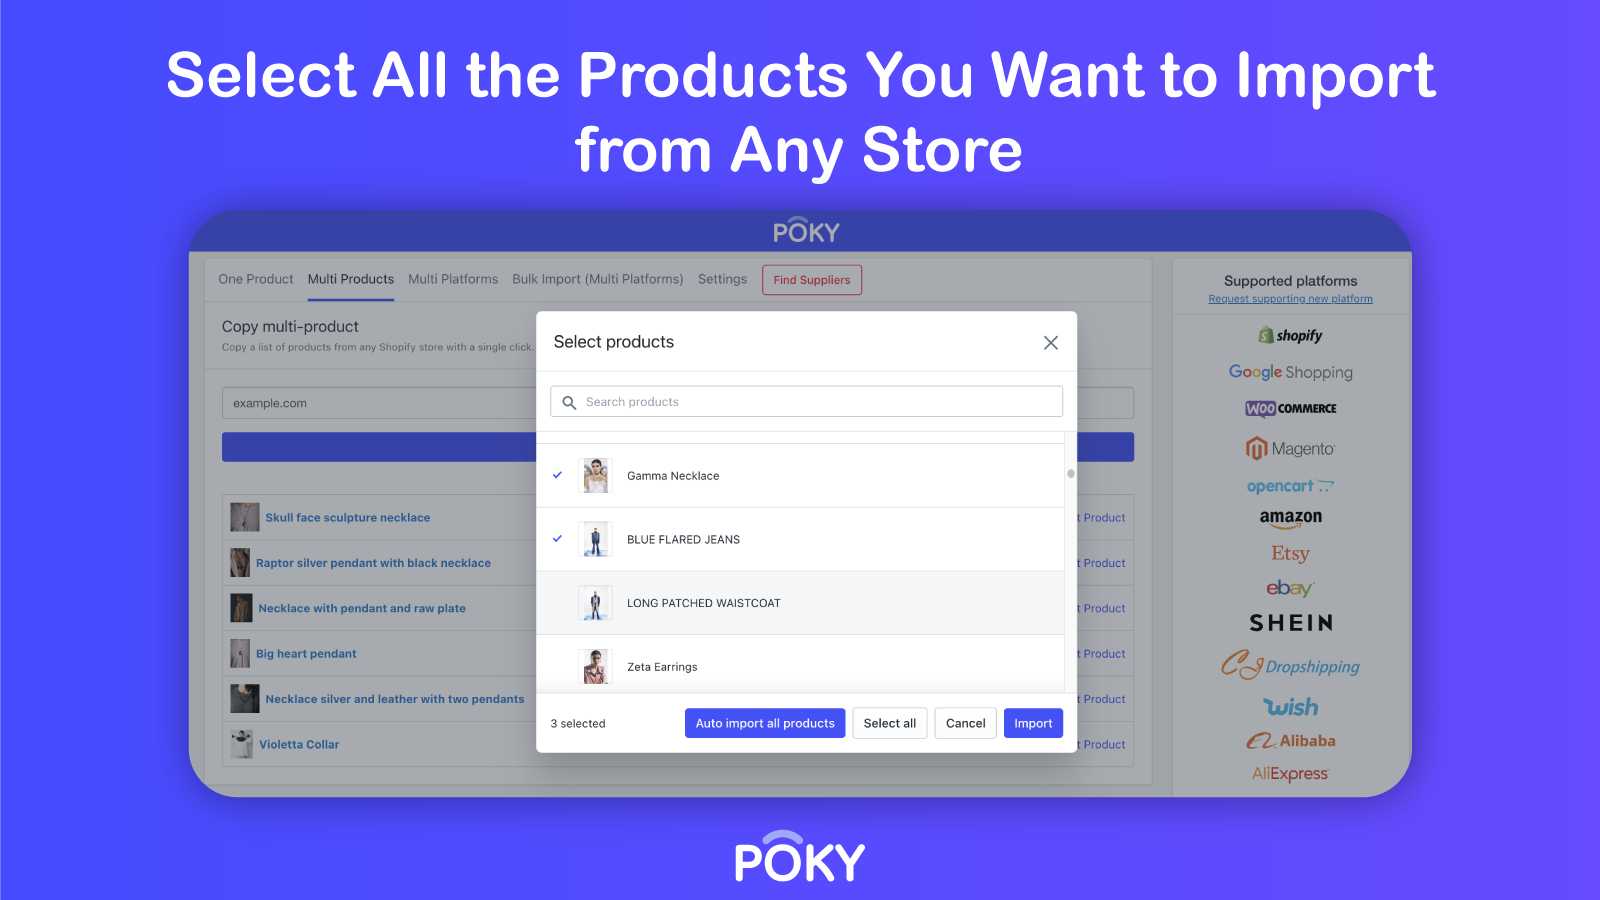 Select All the Products You Want to Import
from Any Store
POKY
One Product
Multi Products
Multi Platforms
Bulk Import (Multi Platforms)
Settings
Find Suppliers
Copy multi-product
Copy a list of products from any Shopify store with a single click.
example.com
Skull face sculpture necklace
t Product
Raptor silver pendant with black necklace
t Product
Necklace with pendant and raw plate
t Product
Big heart pendant
t Product
Necklace silver and leather with two pendants
t Product
Violetta Collar
t Product
Select products
Search products
Gamma Necklace
BLUE FLARED JEANS
LONG PATCHED WAISTCOAT
Zeta Earrings
3 selected
Auto import all products
Select all
Cancel
Import
Supported platforms
Request supporting new platform
shopify
Google Shopping
WOO COMMERCE
Magento
opencart
amazon
Etsy
ebay
SHEIN
CJ Dropshipping
wish
Alibaba
AliExpress
POKY